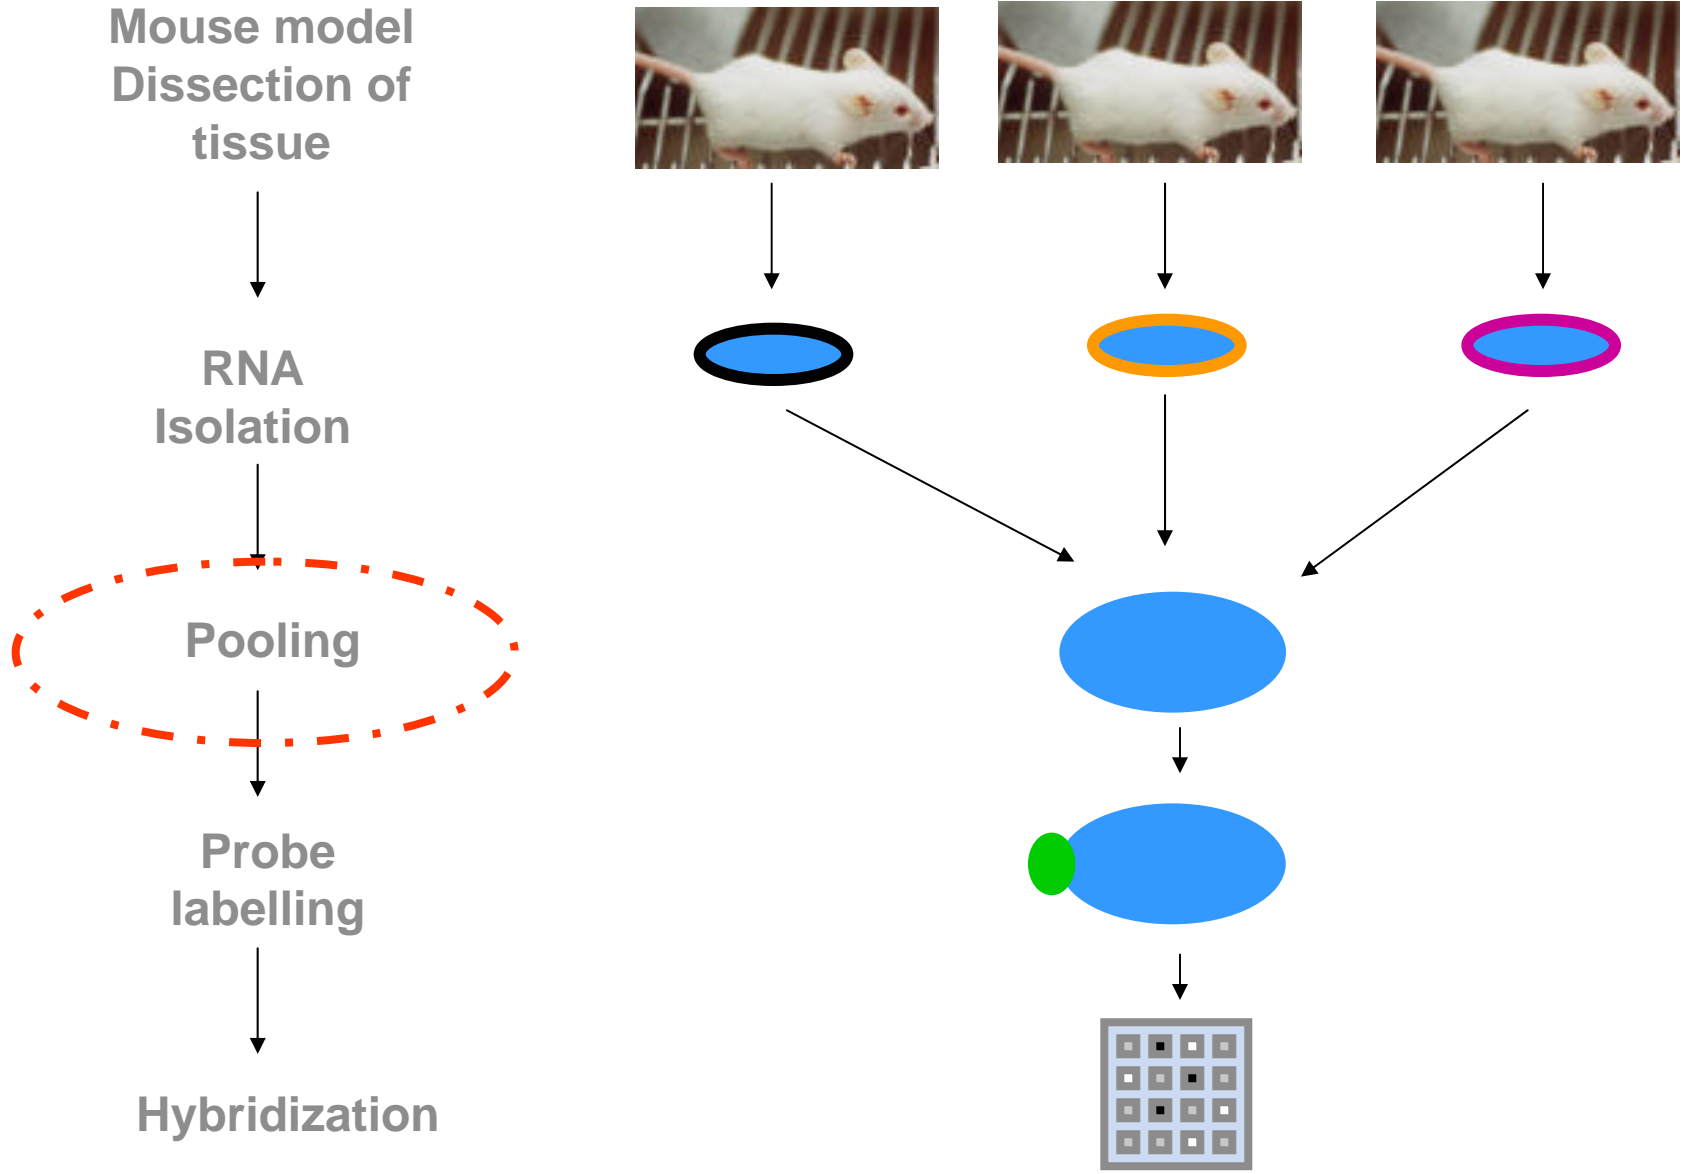 Mouse model
Dissection of
tissue
RNA
Isolation
Pooling
Probe
labelling
Hybridization